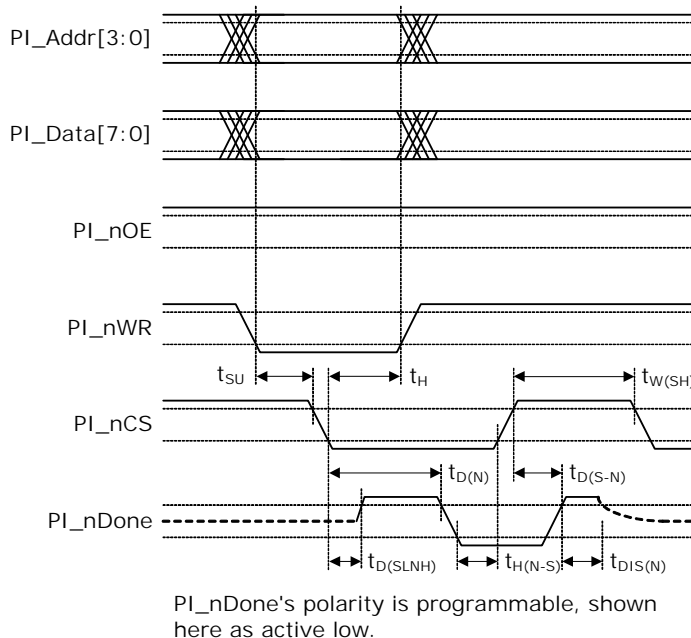 PI_Addr[3:0]
PI_Data[7:0]
PI_nOE
PI_nWR
tSU
tH
tW(SH)
PI_nCS
tD(N)
tD(S-N)
PI_nDone
tD(SLNH)
tH(N-S)
tDIS(N)
PI_nDone's polarity is programmable, shown
here as active low.